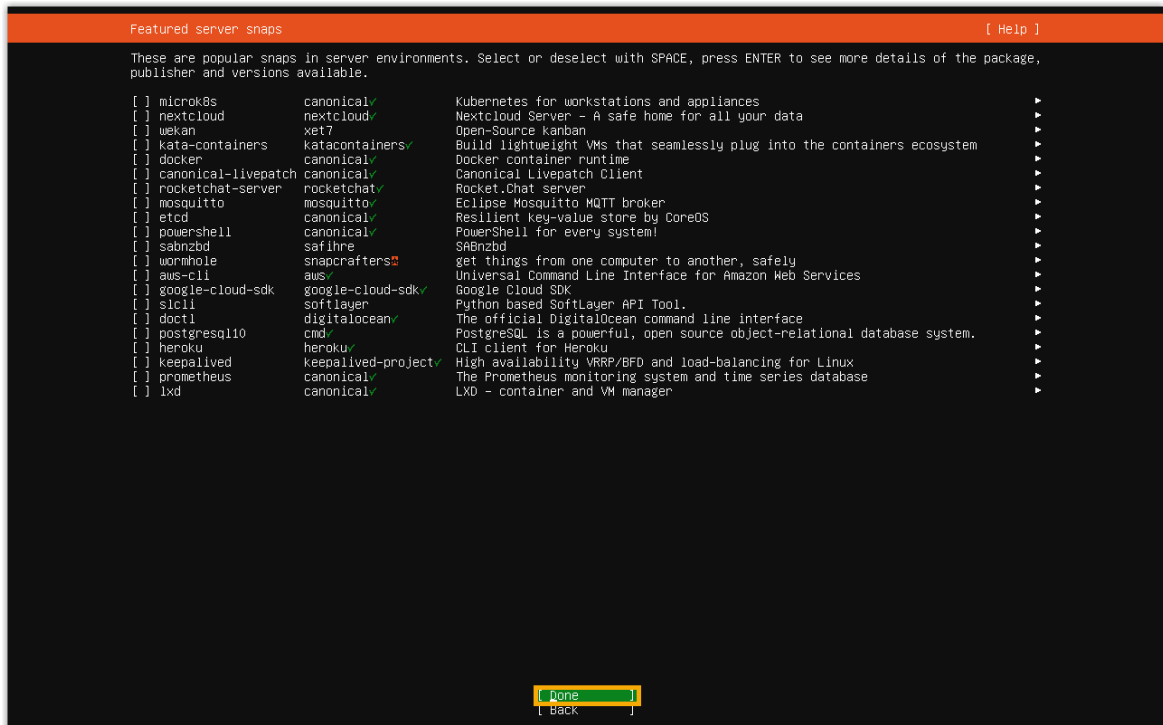 Featured server snaps [ Help ]
These are popular snaps in server environments. Select or deselect with SPACE, press ENTER to see more details of the package,
publisher and versions available.
[ ] microk8s canonical✓ Kubernetes for workstations and appliances ►
[ ] nextcloud nextcloud✓ Nextcloud Server - A safe home for all your data ►
[ ] wekan xet7 Open-Source kanban ►
[ ] kata-containers katacontainers✓ Build lightweight VMs that seamlessly plug into the containers ecosystem ►
[ ] docker canonical✓ Docker container runtime ►
[ ] canonical-livepatch canonical✓ Canonical Livepatch Client ►
[ ] rocketchat-server rocketchat✓ Rocket.Chat server ►
[ ] mosquitto mosquitto✓ Eclipse Mosquitto MQTT broker ►
[ ] etcd canonical✓ Resilient key-value store by CoreOS ►
[ ] powershell canonical✓ PowerShell for every system! ►
[ ] sabnzbd safihre SABnzbd ►
[ ] wormhole snapcrafters get things from one computer to another, safely ►
[ ] aws-cli aws✓ Universal Command Line Interface for Amazon Web Services ►
[ ] google-cloud-sdk google-cloud-sdk✓ Google Cloud SDK ►
[ ] slcli softlayer Python based SoftLayer API Tool. ►
[ ] doctl digitalocean✓ The official DigitalOcean command line interface ►
[ ] postgresql10 cmd✓ PostgreSQL is a powerful, open source object-relational database system. ►
[ ] heroku heroku✓ CLI client for Heroku ►
[ ] keepalived keepalived-project✓ High availability VRRP/BFD and load-balancing for Linux ►
[ ] prometheus canonical✓ The Prometheus monitoring system and time series database ►
[ ] lxd canonical✓ LXD - container and VM manager ►
[ Done ]
[ Back ]